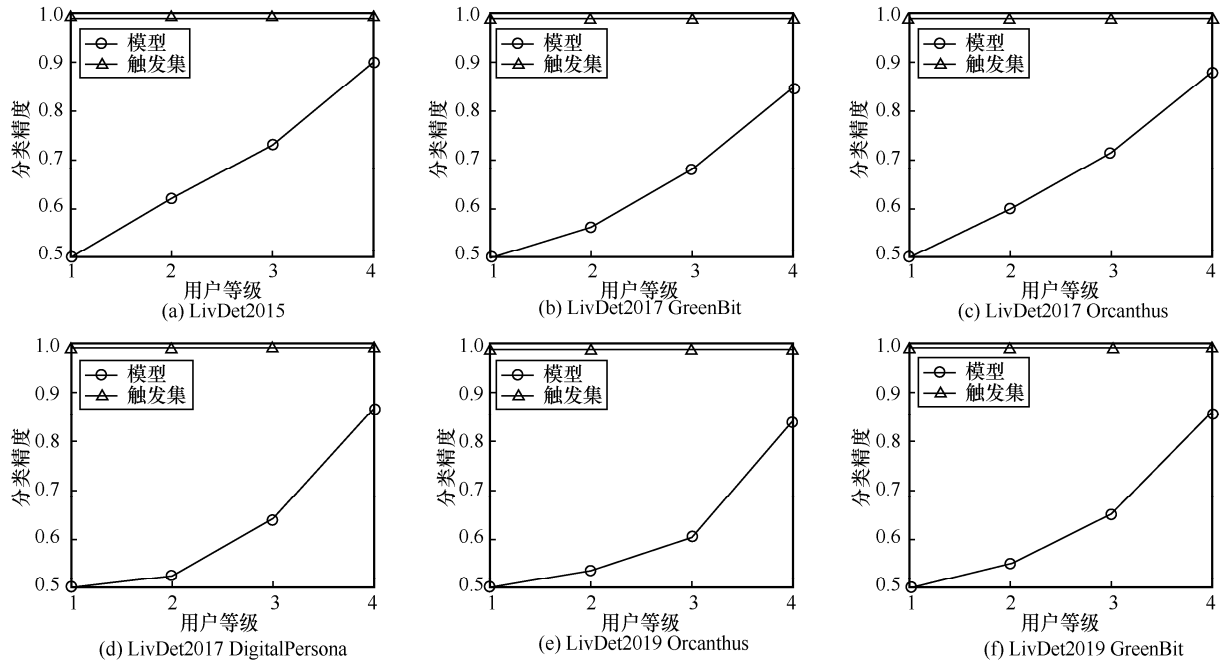 1.0
模型
触发集
0.9
0.8
0.7
0.6
0.5
分类精度
1 2 3 4
用户等级
(a) LivDet2015
1.0
模型
触发集
0.9
0.8
0.7
0.6
0.5
分类精度
1 2 3 4
用户等级
(b) LivDet2017 GreenBit
1.0
模型
触发集
0.9
0.8
0.7
0.6
0.5
分类精度
1 2 3 4
用户等级
(c) LivDet2017 Orcanthus
1.0
模型
触发集
0.9
0.8
0.7
0.6
0.5
分类精度
1 2 3 4
用户等级
(d) LivDet2017 DigitalPersona
1.0
模型
触发集
0.9
0.8
0.7
0.6
0.5
分类精度
1 2 3 4
用户等级
(e) LivDet2019 Orcanthus
1.0
模型
触发集
0.9
0.8
0.7
0.6
0.5
分类精度
1 2 3 4
用户等级
(f) LivDet2019 GreenBit